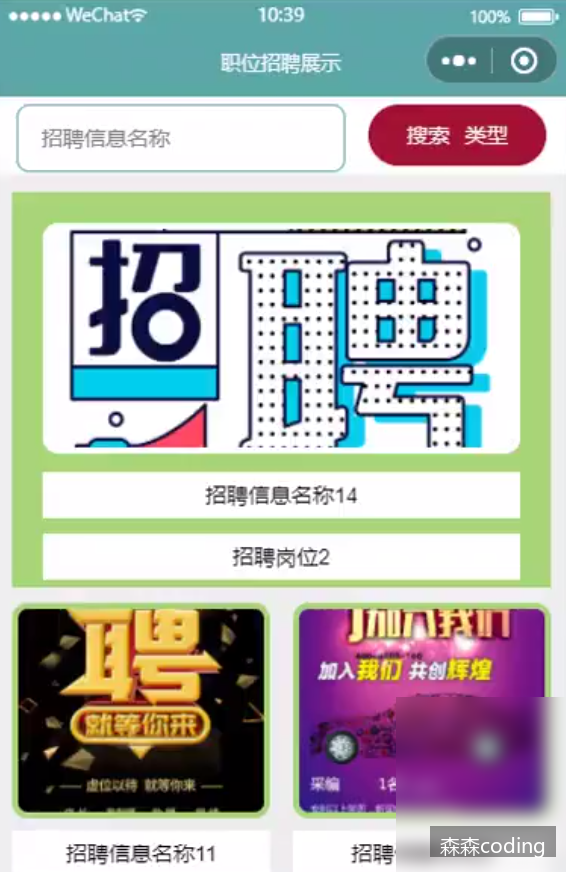 WeChat 10:39 100%
职位招聘展示
招聘信息名称
搜索 类型
招聘
招聘信息名称14
招聘岗位2
聘
就等你来
虚位以待 就等你来
加入我们
加入我们 共创辉煌
采编 1名
招聘信息名称11
招聘
森森coding